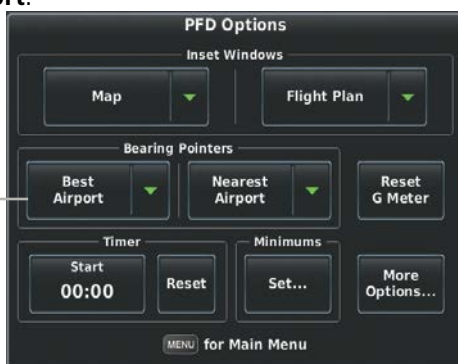 ort.
PFD Options
Inset Windows
Map
Flight Plan
Bearing Pointers
Best
Airport
Nearest
Airport
Reset
G Meter
Timer
Minimums
Start
00:00
Reset
Set...
More
Options...
MENU for Main Menu